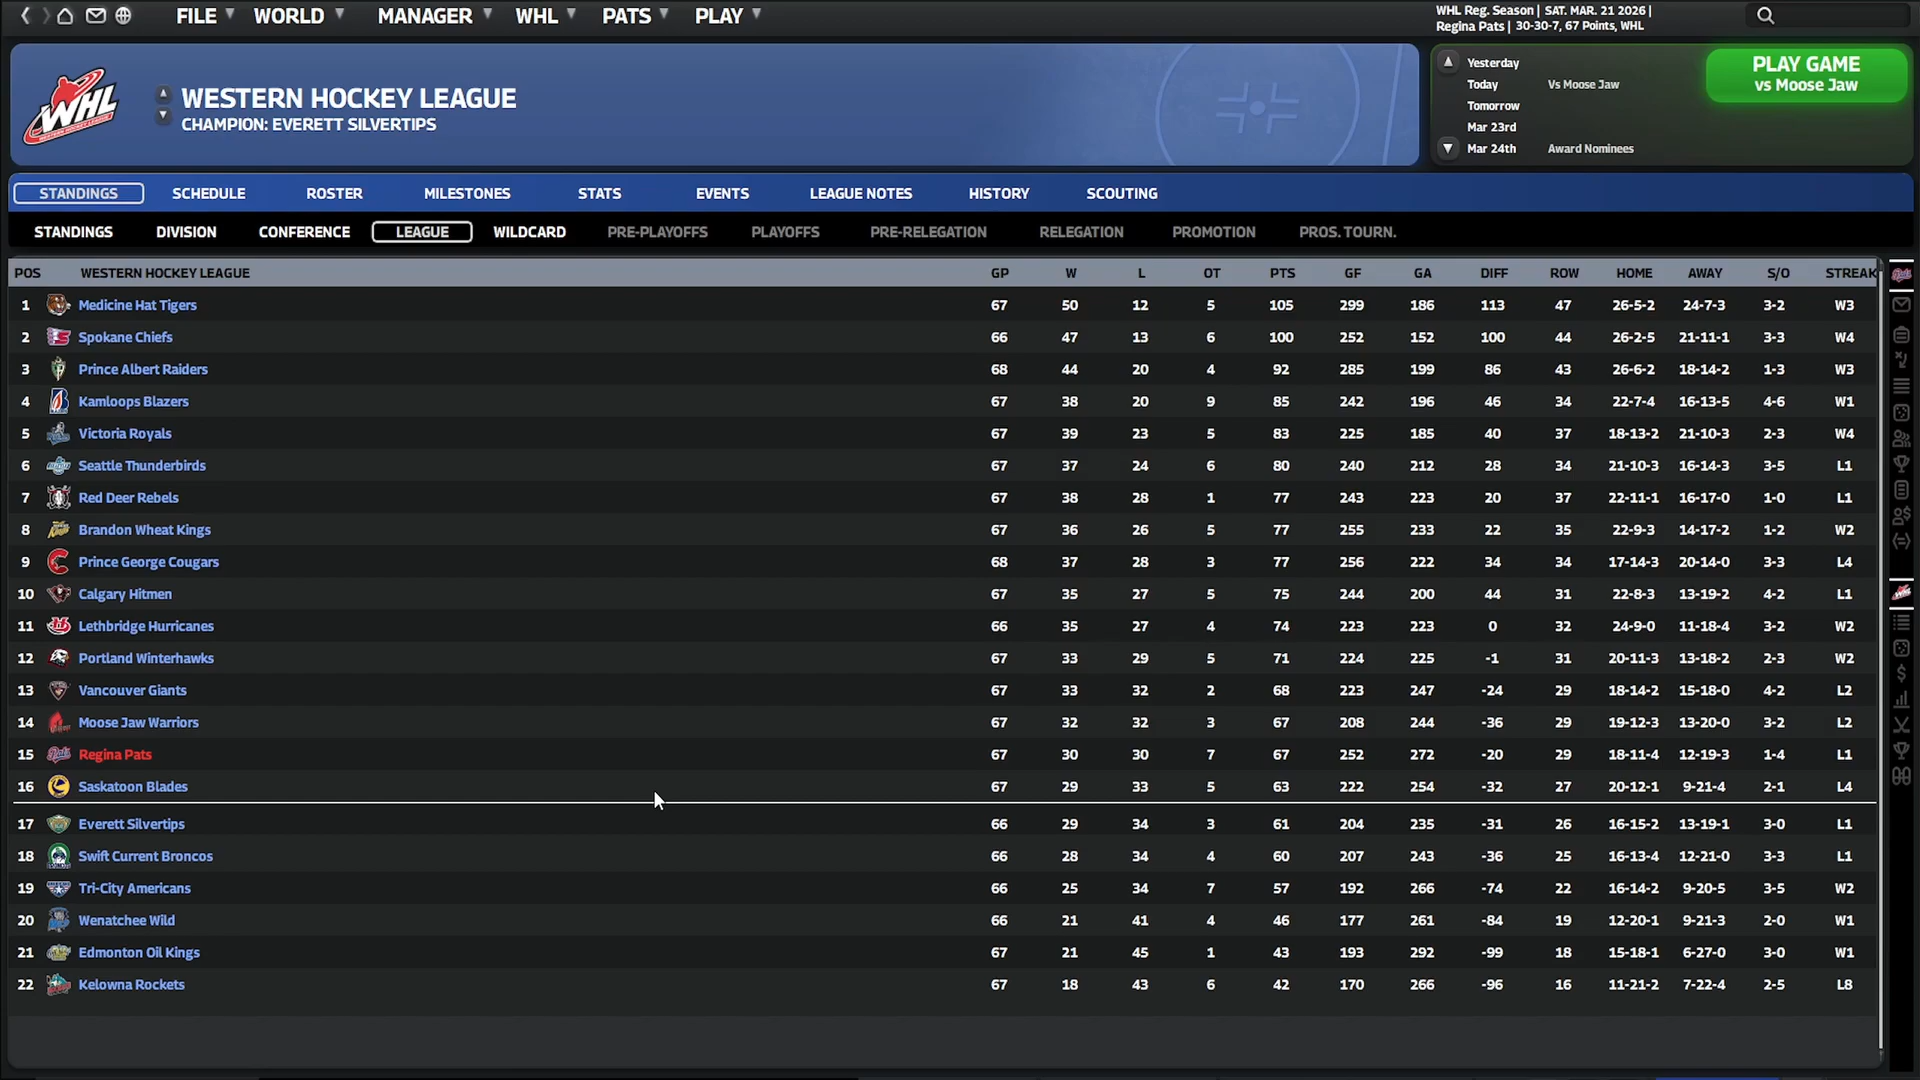 FILE WORLD MANAGER WHL PATS PLAY
WHL Reg. Season | SAT. MAR. 21 2026 |
Regina Pats | 30-30-7, 67 Points, WHL
WHL
WESTERN HOCKEY LEAGUE
CHAMPION: EVERETT SILVERTIPS
Yesterday
Today Vs Moose Jaw
Tomorrow
Mar 23rd
Mar 24th Award Nominees
PLAY GAME
vs Moose Jaw
STANDINGS SCHEDULE ROSTER MILESTONES STATS EVENTS LEAGUE NOTES HISTORY SCOUTING
STANDINGS DIVISION CONFERENCE LEAGUE WILDCARD PRE-PLAYOFFS PLAYOFFS PRE-RELEGATION RELEGATION PROMOTION PROS. TOURN.
POS WESTERN HOCKEY LEAGUE GP W L OT PTS GF GA DIFF ROW HOME AWAY S/O STREAK
1 Medicine Hat Tigers 67 50 12 5 105 299 186 113 47 26-5-2 24-7-3 3-2 W3
2 Spokane Chiefs 66 47 13 6 100 252 152 100 44 26-2-5 21-11-1 3-3 W4
3 Prince Albert Raiders 68 44 20 4 92 285 199 86 43 26-6-2 18-14-2 1-3 W3
4 Kamloops Blazers 67 38 20 9 85 242 196 46 34 22-7-4 16-13-5 4-6 W1
5 Victoria Royals 67 39 23 5 83 225 185 40 37 18-13-2 21-10-3 2-3 W4
6 Seattle Thunderbirds 67 37 24 6 80 240 212 28 34 21-10-3 16-14-3 3-5 L1
7 Red Deer Rebels 67 38 28 1 77 243 223 20 37 22-11-1 16-17-0 1-0 L1
8 Brandon Wheat Kings 67 36 26 5 77 255 233 22 35 22-9-3 14-17-2 1-2 W2
9 Prince George Cougars 68 37 28 3 77 256 222 34 34 17-14-3 20-14-0 3-3 L4
10 Calgary Hitmen 67 35 27 5 75 244 200 44 31 22-8-3 13-19-2 4-2 L1
11 Lethbridge Hurricanes 66 35 27 4 74 223 223 0 32 24-9-0 11-18-4 3-2 W2
12 Portland Winterhawks 67 33 29 5 71 224 225 -1 31 20-11-3 13-18-2 2-3 W2
13 Vancouver Giants 67 33 32 2 68 223 247 -24 29 18-14-2 15-18-0 4-2 L2
14 Moose Jaw Warriors 67 32 32 3 67 208 244 -36 29 19-12-3 13-20-0 3-2 L2
15 Regina Pats 67 30 30 7 67 252 272 -20 29 18-11-4 12-19-3 1-4 L1
16 Saskatoon Blades 67 29 33 5 63 222 254 -32 27 20-12-1 9-21-4 2-1 L4
17 Everett Silvertips 66 29 34 3 61 204 235 -31 26 16-15-2 13-19-1 3-0 L1
18 Swift Current Broncos 66 28 34 4 60 207 243 -36 25 16-13-4 12-21-0 3-3 L1
19 Tri-City Americans 66 25 34 7 57 192 266 -74 22 16-14-2 9-20-5 3-5 W2
20 Wenatchee Wild 66 21 41 4 46 177 261 -84 19 12-20-1 9-21-3 2-0 W1
21 Edmonton Oil Kings 67 21 45 1 43 193 292 -99 18 15-18-1 6-27-0 3-0 W1
22 Kelowna Rockets 67 18 43 6 42 170 266 -96 16 11-21-2 7-22-4 2-5 L8